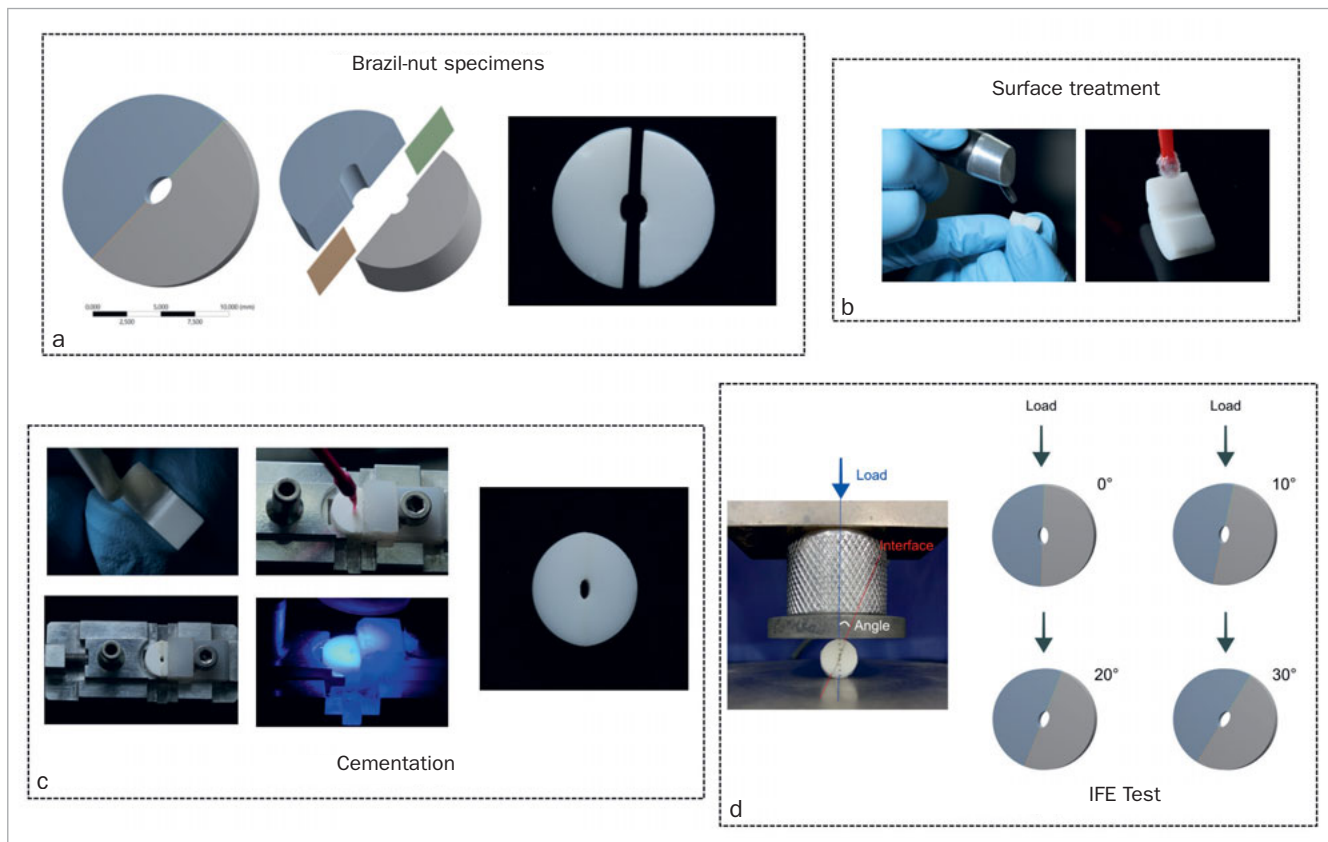 Brazil-nut specimens
0.000 5.000 10.000 (mm)
2.500 7.500
a
Surface treatment
b
Cementation
c
Load
Interface
Angle
Load Load
0° 10°
20° 30°
IFE Test
d